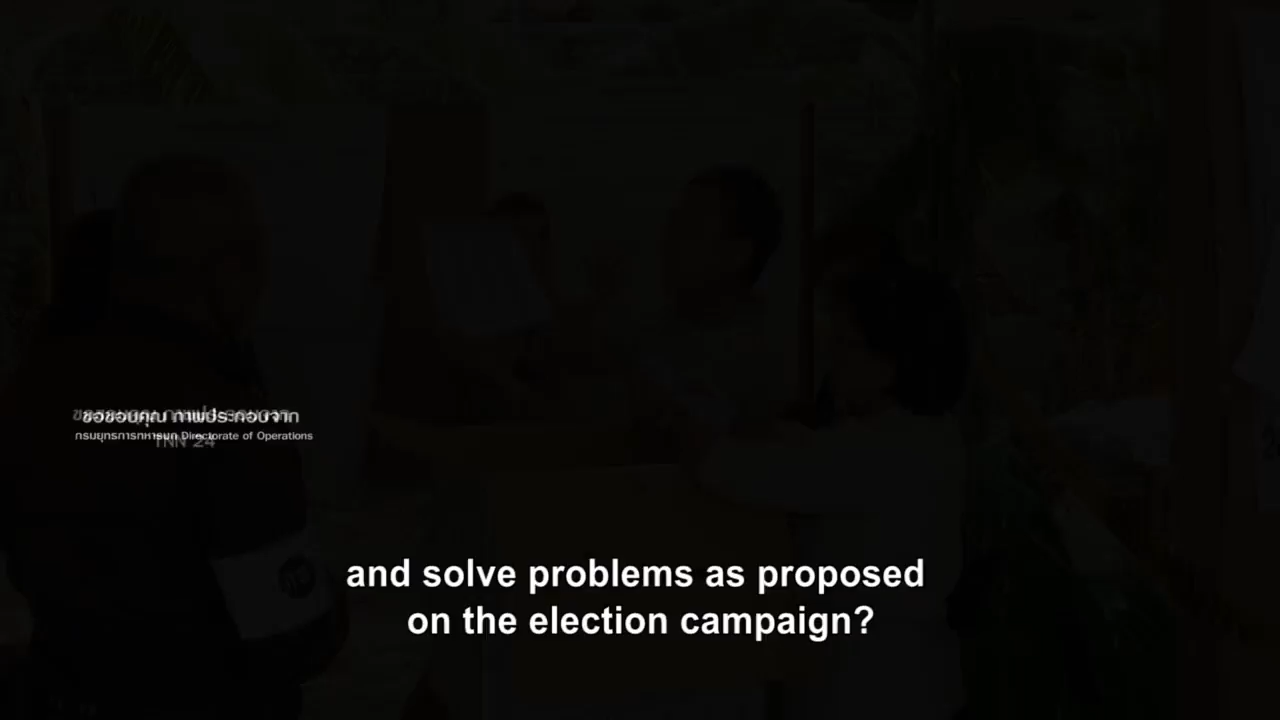 ขอขอบคุณ ภาพประกอบจาก
กรมยุทธการทหารบก Directorate of Operations
TNN 24
and solve problems as proposed
on the election campaign?